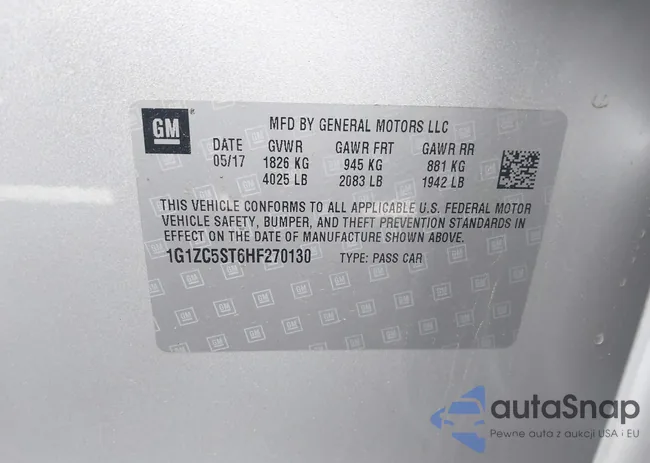 GM
MFD BY GENERAL MOTORS LLC
DATE GVWR GAWR FRT GAWR RR
05/17 1826 KG 945 KG 881 KG
4025 LB 2083 LB 1942 LB
THIS VEHICLE CONFORMS TO ALL APPLICABLE U.S. FEDERAL MOTOR
VEHICLE SAFETY, BUMPER, AND THEFT PREVENTION STANDARDS IN
EFFECT ON THE DATE OF MANUFACTURE SHOWN ABOVE.
1G1ZC5ST6HF270130 TYPE: PASS CAR
autoSnap
Pewne auta z aukcji USA i EU